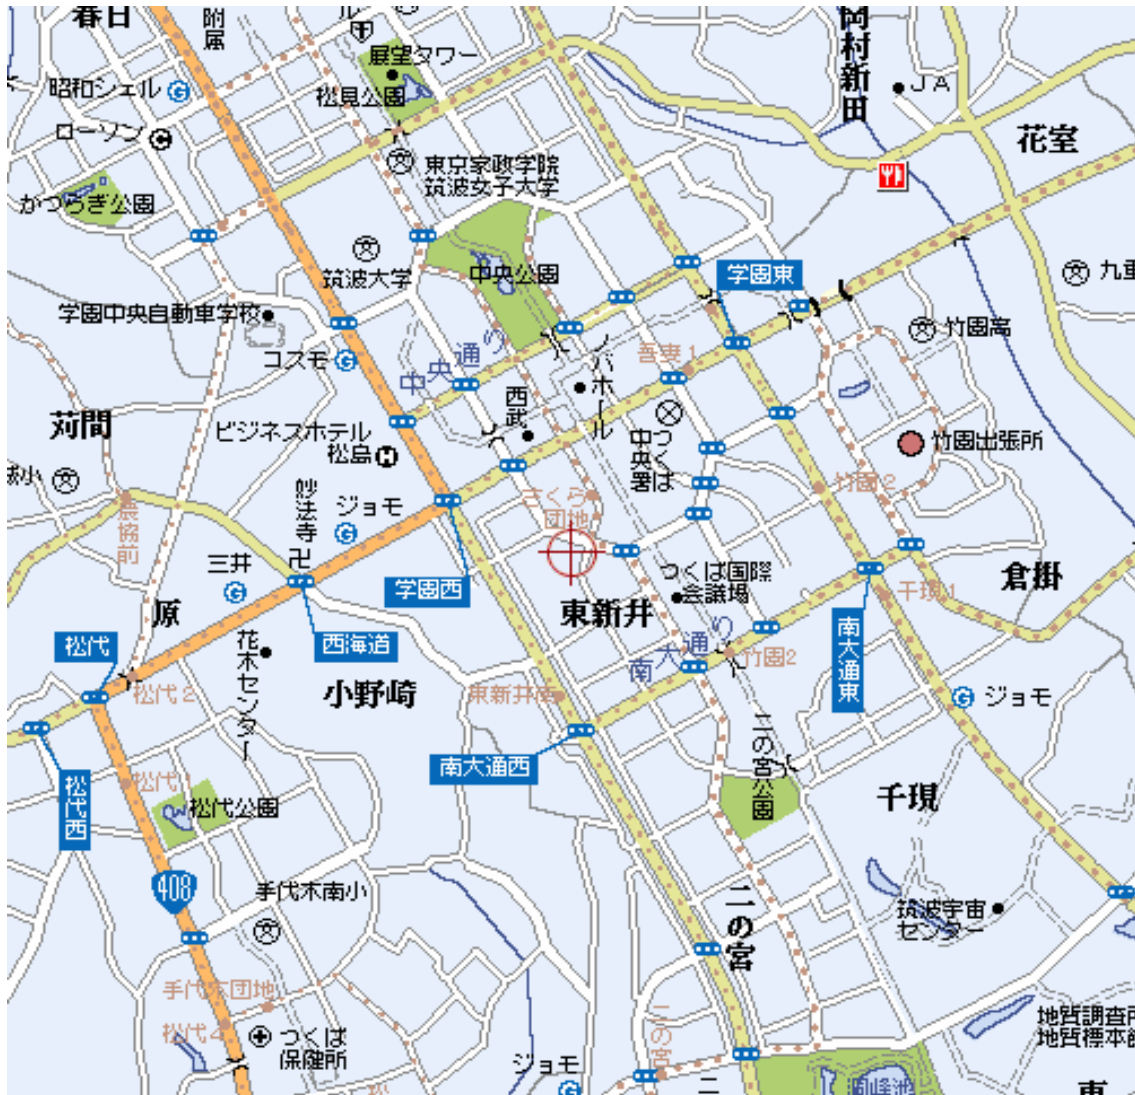 春日
附属
展望タワー
松見公園
岡村新田
JA
花室
昭和シェル
G
ローソン
東京家政学院
筑波女子大学
かつらぎ公園
筑波大学
中央公園
学園東
九重
学園中央自動車学校
竹園高
コスモ
G
中央通り
ノバホール
吾妻1
西武
苅間
ビジネスホテル
松島
H
つくば
中央署
竹園出張所
竹園2
妙法寺
ジョモ
G
さくら
団地
農協前
三井
G
学園西
つくば国際
会議場
倉掛
千現1
原
東新井
松代
西海道
花木センター
南大通り
竹園2
南大通東
松代2
小野崎
東新井南
ジョモ
G
南大通西
二の宮公園
松代西
松代1
松代公園
千現
408
手代木南小
二の宮
筑波宇宙
センター
手代木団地
松代4
つくば
保健所
二の宮
地質調査所
地質標本館
ジョモ
G
洞峰池
東